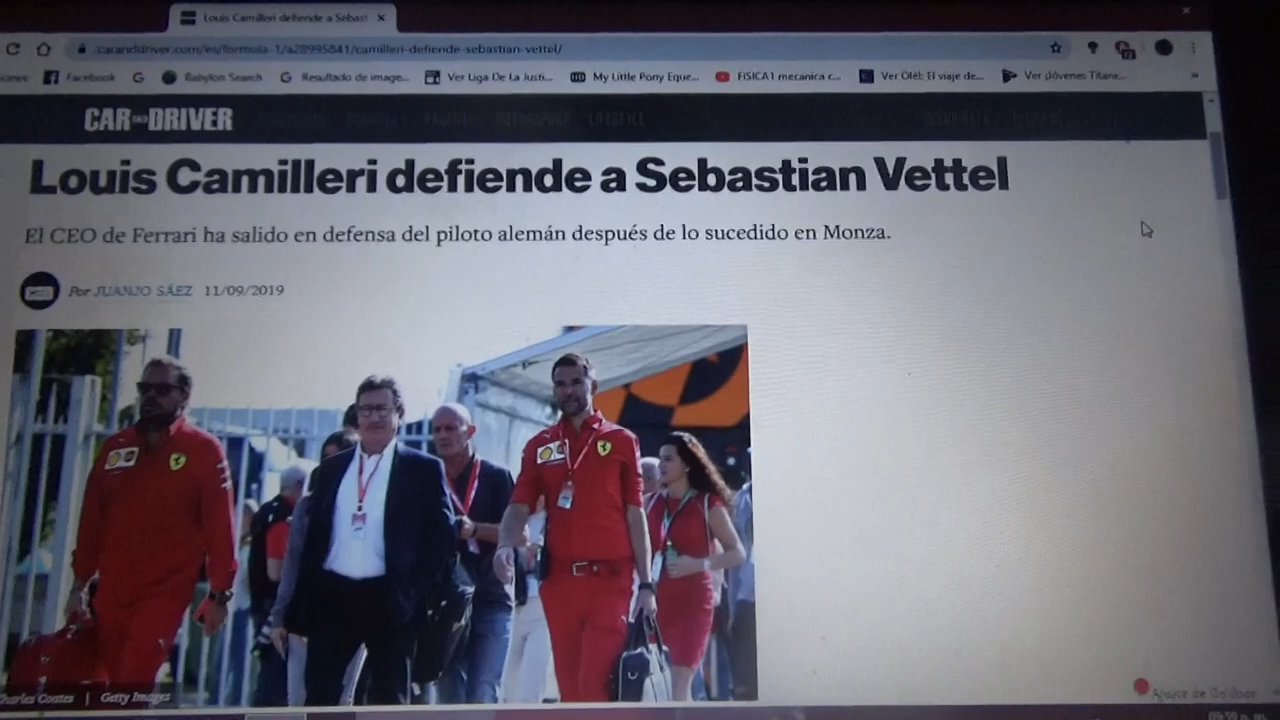 Louis Camilleri defiende a Sebast
caranddriver.com/es/formula-1/a28995841/camilleri-defiende-sebastian-vettel/
Facebook
Babylon Search
Resultado de image...
Ver Liga De La Justi...
My Little Pony Eque...
FISICA1 mecanica c...
Ver Olé!: El viaje de...
Ver Jóvenes Titane...
CAR AND DRIVER
LIFESTYLE
Louis Camilleri defiende a Sebastian Vettel
El CEO de Ferrari ha salido en defensa del piloto alemán después de lo sucedido en Monza.
Por JUANJO SÁEZ 11/09/2019
Charles Coates | Getty Images